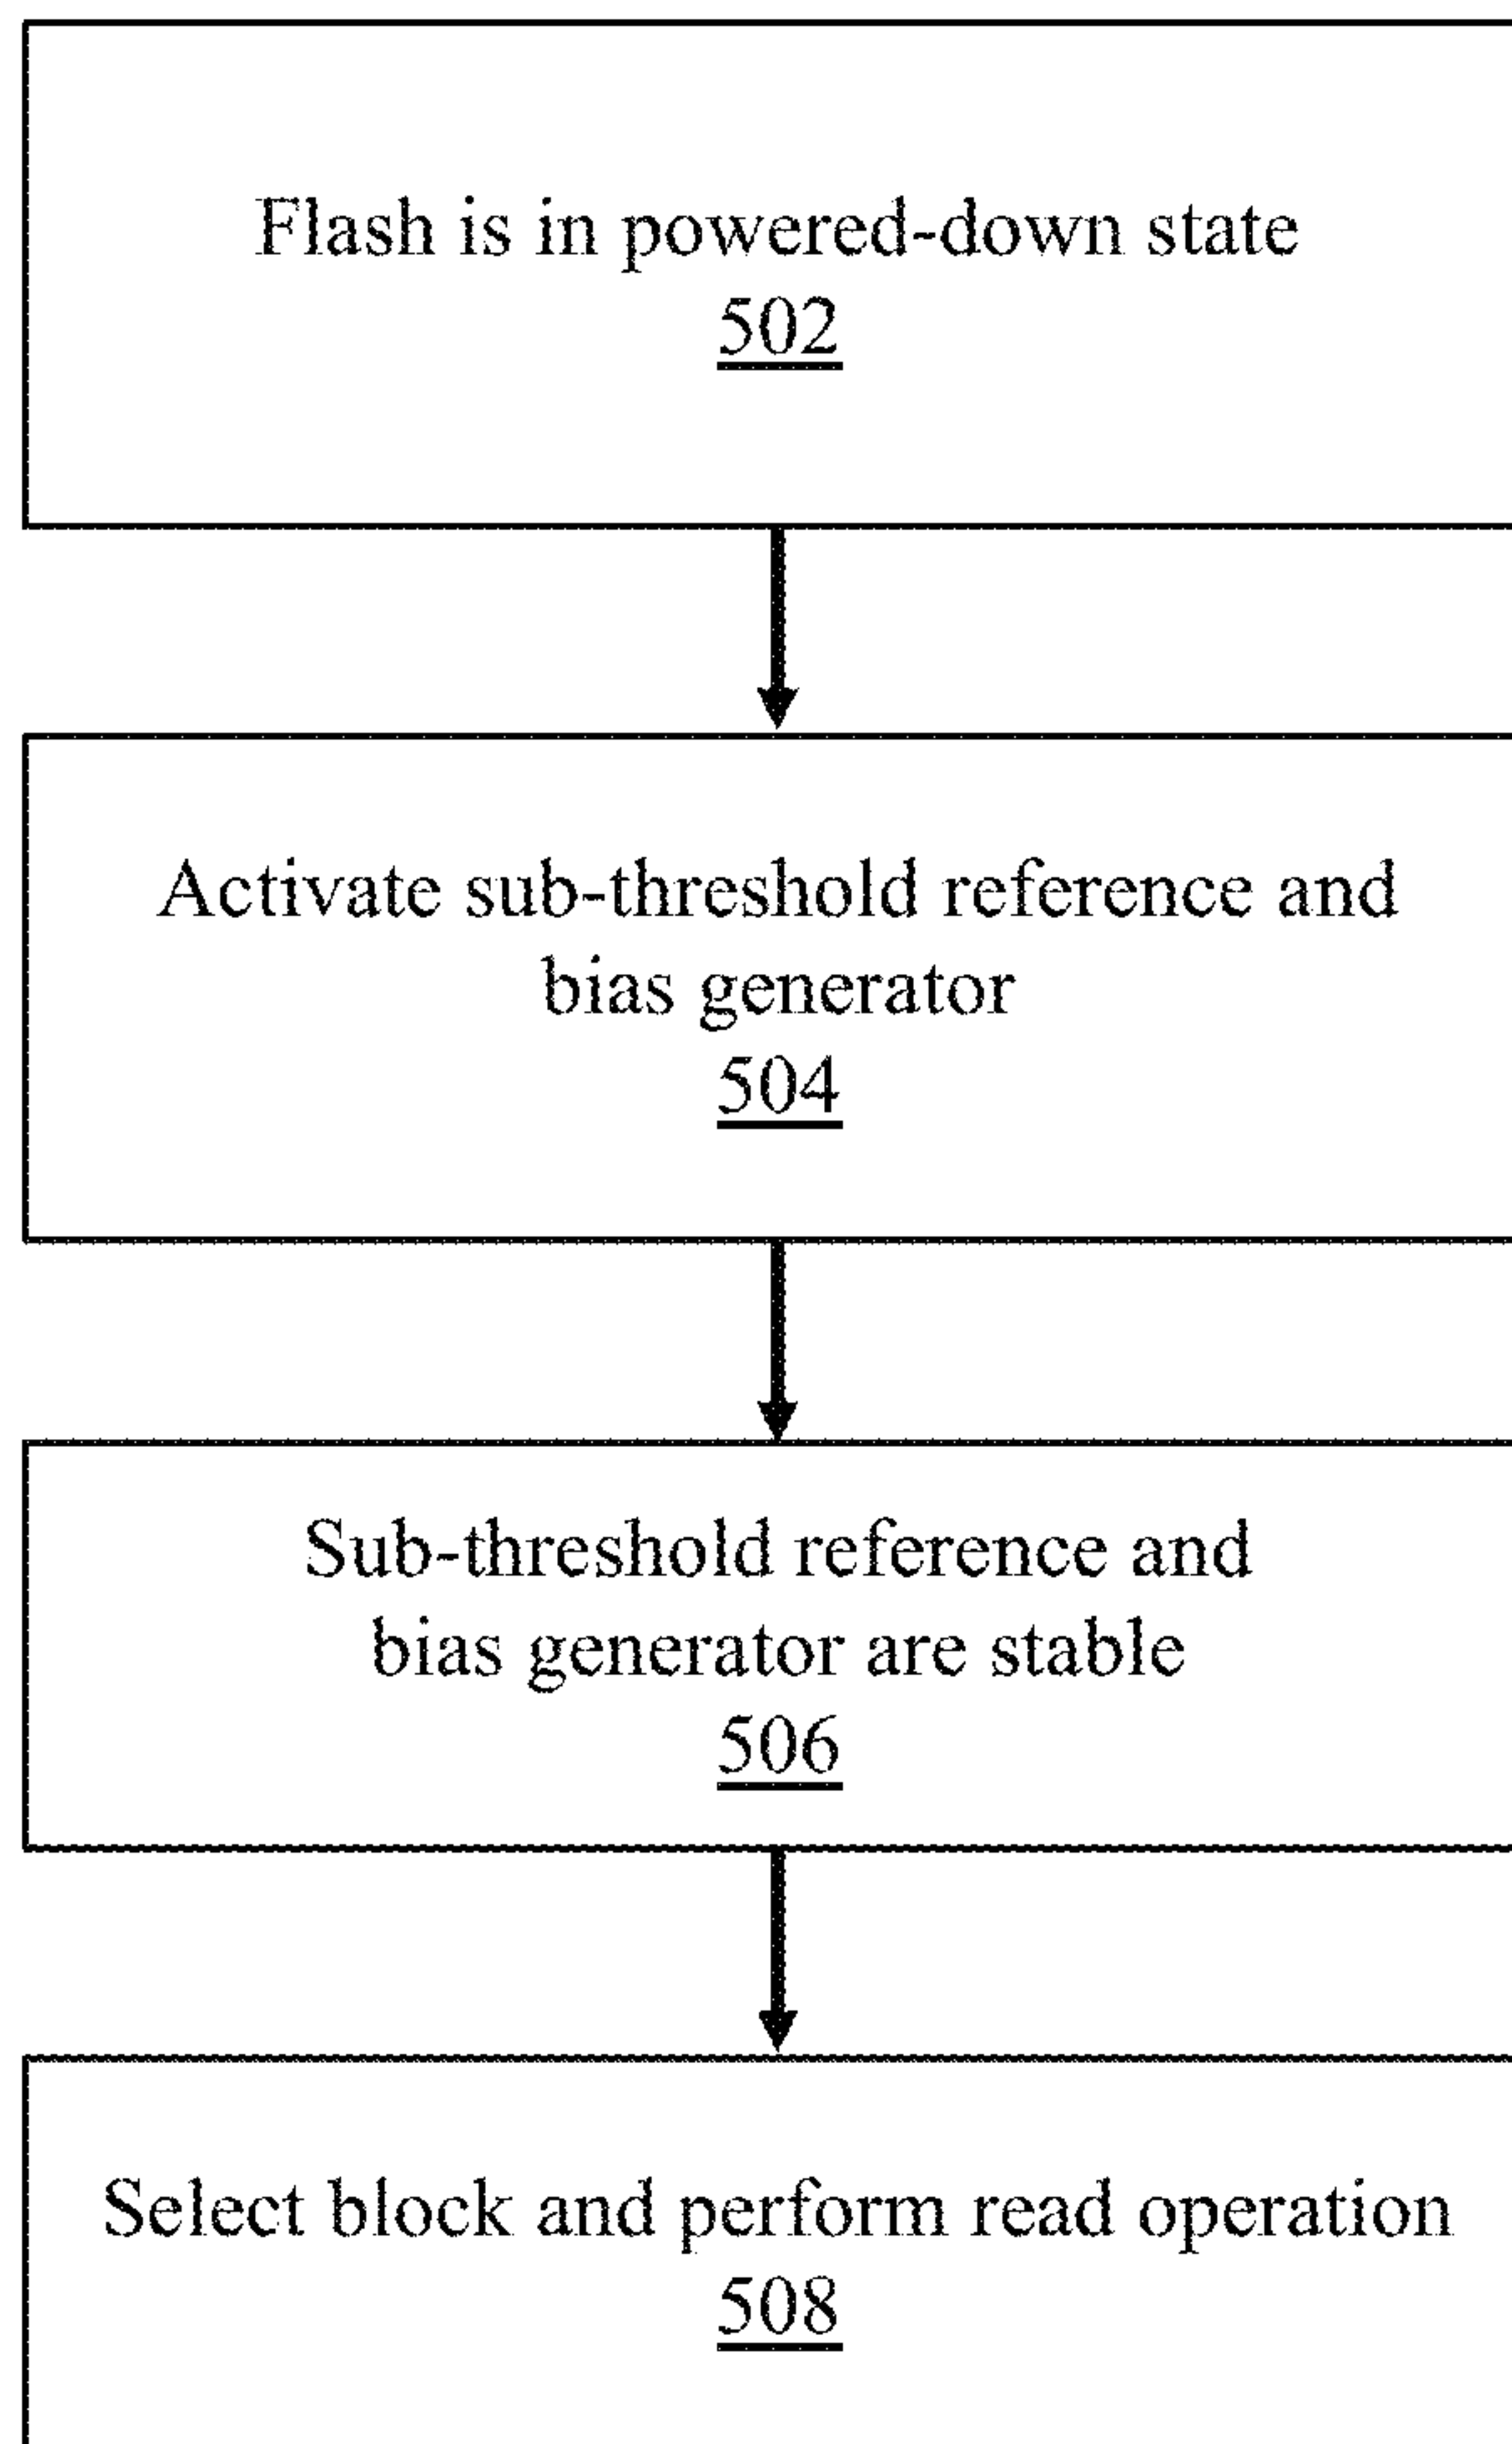 Flash is in powered-down state
502
Activate sub-threshold reference and
bias generator
504
Sub-threshold reference and
bias generator are stable
506
Select block and perform read operation
508